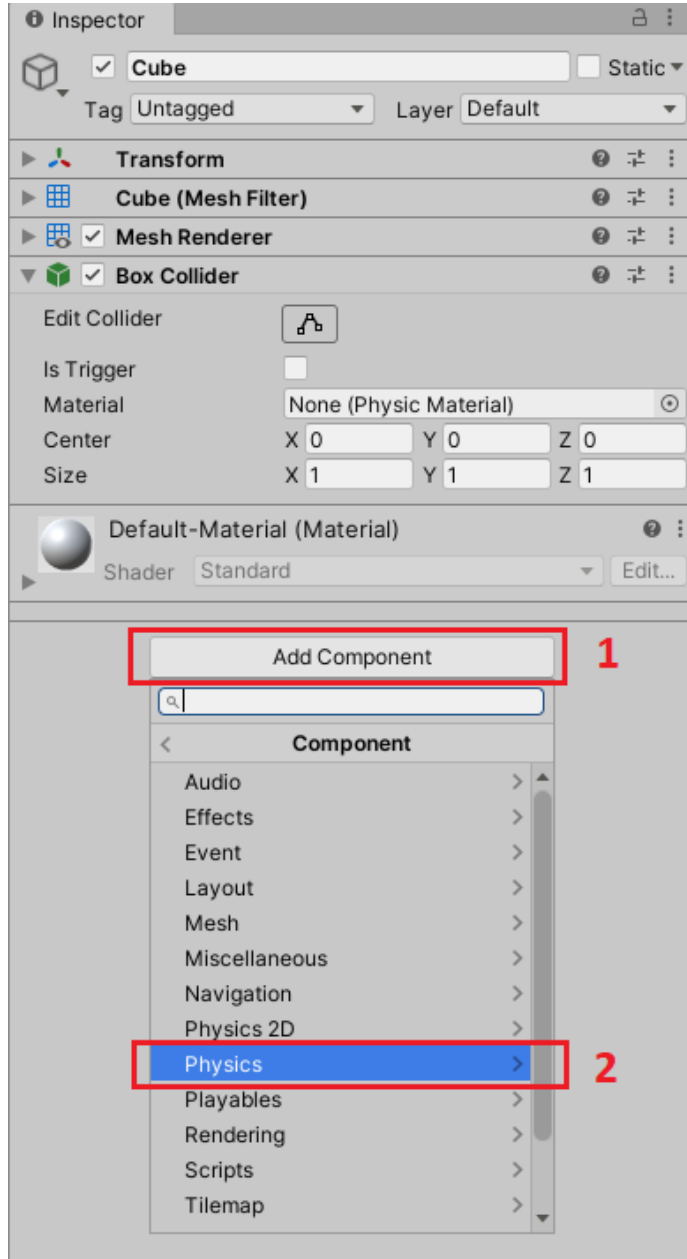 Inspector
Cube Static
Tag Untagged Layer Default
Transform
Cube (Mesh Filter)
Mesh Renderer
Box Collider
Edit Collider
Is Trigger
Material None (Physic Material)
Center X 0 Y 0 Z 0
Size X 1 Y 1 Z 1
Default-Material (Material)
Shader Standard Edit...
Add Component 1
Component
Audio
Effects
Event
Layout
Mesh
Miscellaneous
Navigation
Physics 2D
Physics 2
Playables
Rendering
Scripts
Tilemap